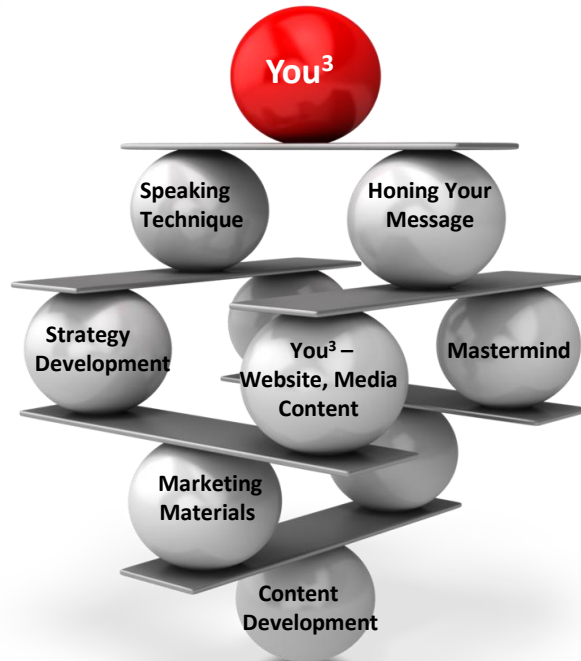 You³
Speaking
Technique
Honing Your
Message
Strategy
Development
You³ –
Website, Media
Content
Mastermind
Marketing
Materials
Content
Development